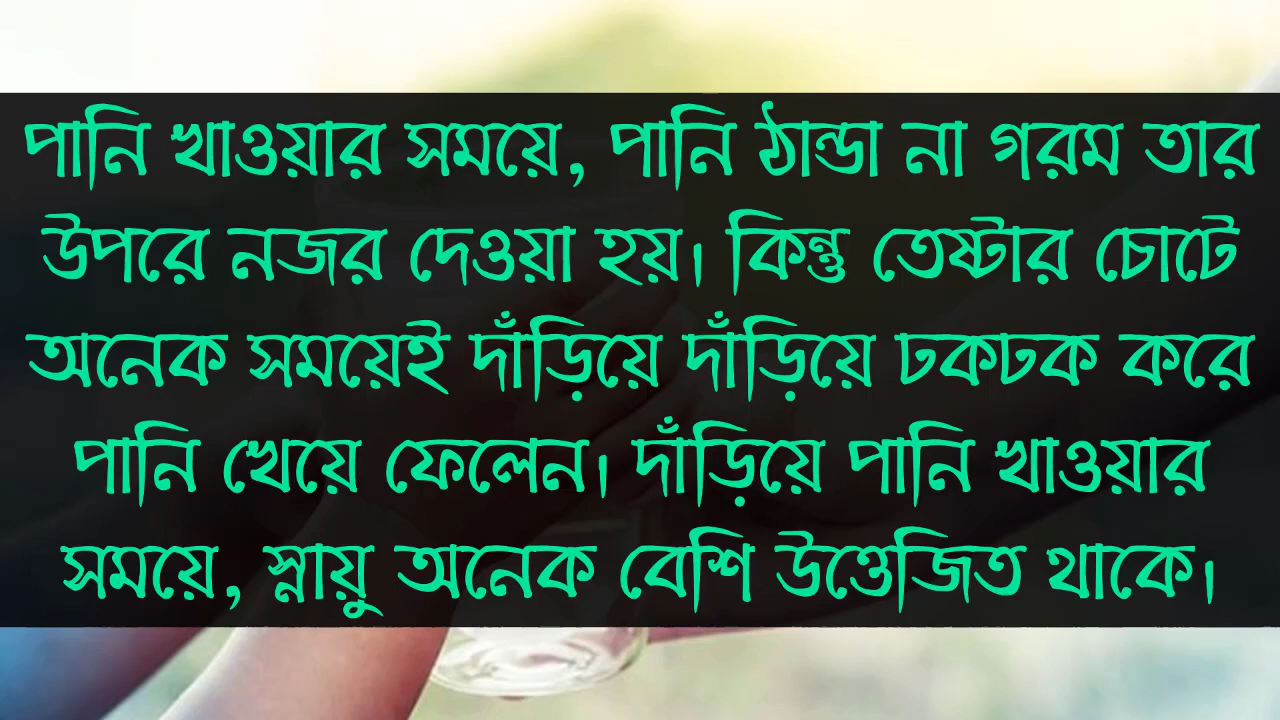 পানি খাওয়ার সময়ে, পানি ঠান্ডা না গরম তার
উপরে নজর দেওয়া হয়। কিন্তু তেষ্টার চোটে
অনেক সময়েই দাঁড়িয়ে দাঁড়িয়ে ঢকঢক করে
পানি খেয়ে ফেলেন। দাঁড়িয়ে পানি খাওয়ার
সময়ে, স্নায়ু অনেক বেশি উত্তেজিত থাকে।